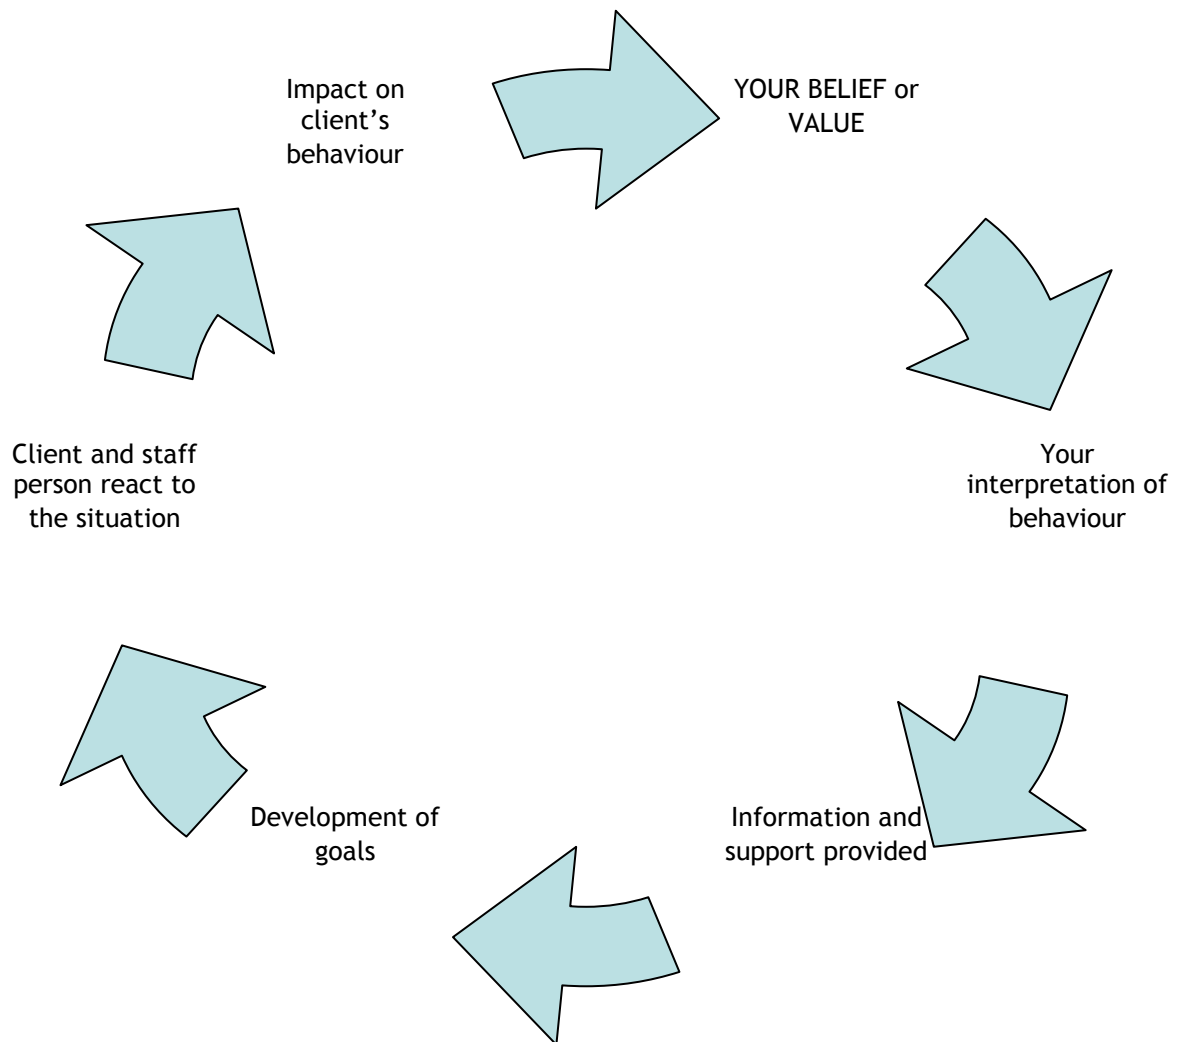 Impact on
client’s
behaviour
YOUR BELIEF or
VALUE
Your
interpretation of
behaviour
Information and
support provided
Development of
goals
Client and staff
person react to
the situation